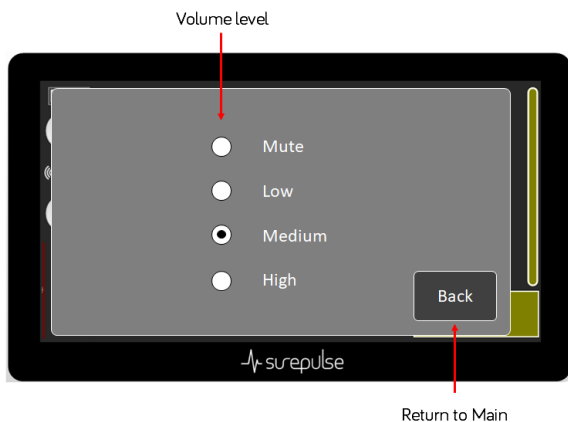 Volume level
Mute
Low
Medium
High
Back
surepulse
Return to Main